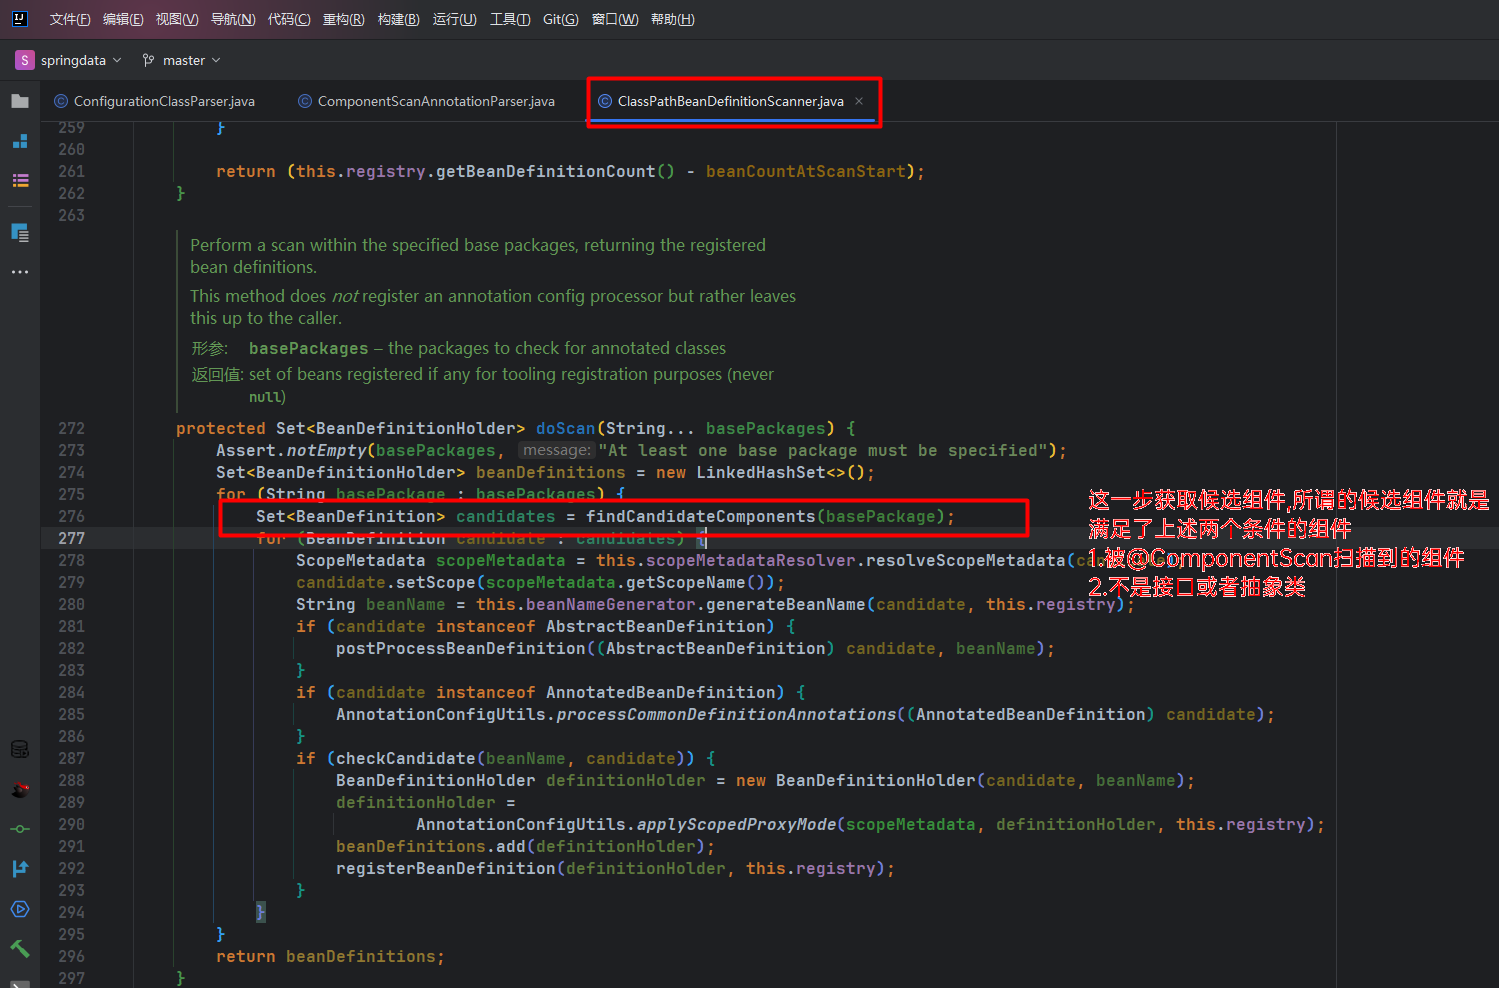 文件(F) 编辑(E) 视图(V) 导航(N) 代码(C) 重构(R) 构建(B) 运行(U) 工具(T) Git(G) 窗口(W) 帮助(H)
S springdata master
ConfigurationClassParser.java ComponentScanAnnotationParser.java ClassPathBeanDefinitionScanner.java
259 }
260
261 return (this.registry.getBeanDefinitionCount() - beanCountAtScanStart);
262 }
263
Perform a scan within the specified base packages, returning the registered
bean definitions.
This method does not register an annotation config processor but rather leaves
this up to the caller.
形参: basePackages – the packages to check for annotated classes
返回值: set of beans registered if any for tooling registration purposes (never
null)
272 protected Set<BeanDefinitionHolder> doScan(String... basePackages) {
273 Assert.notEmpty(basePackages, message: "At least one base package must be specified");
274 Set<BeanDefinitionHolder> beanDefinitions = new LinkedHashSet<>();
275 for (String basePackage : basePackages) {
276 Set<BeanDefinition> candidates = findCandidateComponents(basePackage);
277 for (BeanDefinition candidate : candidates) {
278 ScopeMetadata scopeMetadata = this.scopeMetadataResolver.resolveScopeMetadata(candidate);
279 candidate.setScope(scopeMetadata.getScopeName());
280 String beanName = this.beanNameGenerator.generateBeanName(candidate, this.registry);
281 if (candidate instanceof AbstractBeanDefinition) {
282 postProcessBeanDefinition((AbstractBeanDefinition) candidate, beanName);
283 }
284 if (candidate instanceof AnnotatedBeanDefinition) {
285 AnnotationConfigUtils.processCommonDefinitionAnnotations((AnnotatedBeanDefinition) candidate);
286 }
287 if (checkCandidate(beanName, candidate)) {
288 BeanDefinitionHolder definitionHolder = new BeanDefinitionHolder(candidate, beanName);
289 definitionHolder =
290 AnnotationConfigUtils.applyScopedProxyMode(scopeMetadata, definitionHolder, this.registry);
291 beanDefinitions.add(definitionHolder);
292 registerBeanDefinition(definitionHolder, this.registry);
293 }
294 }
295 }
296 return beanDefinitions;
297 }
这一步获取候选组件,所谓的候选组件就是
满足了上述两个条件的组件
1.被@ComponentScan扫描到的组件
2.不是接口或者抽象类